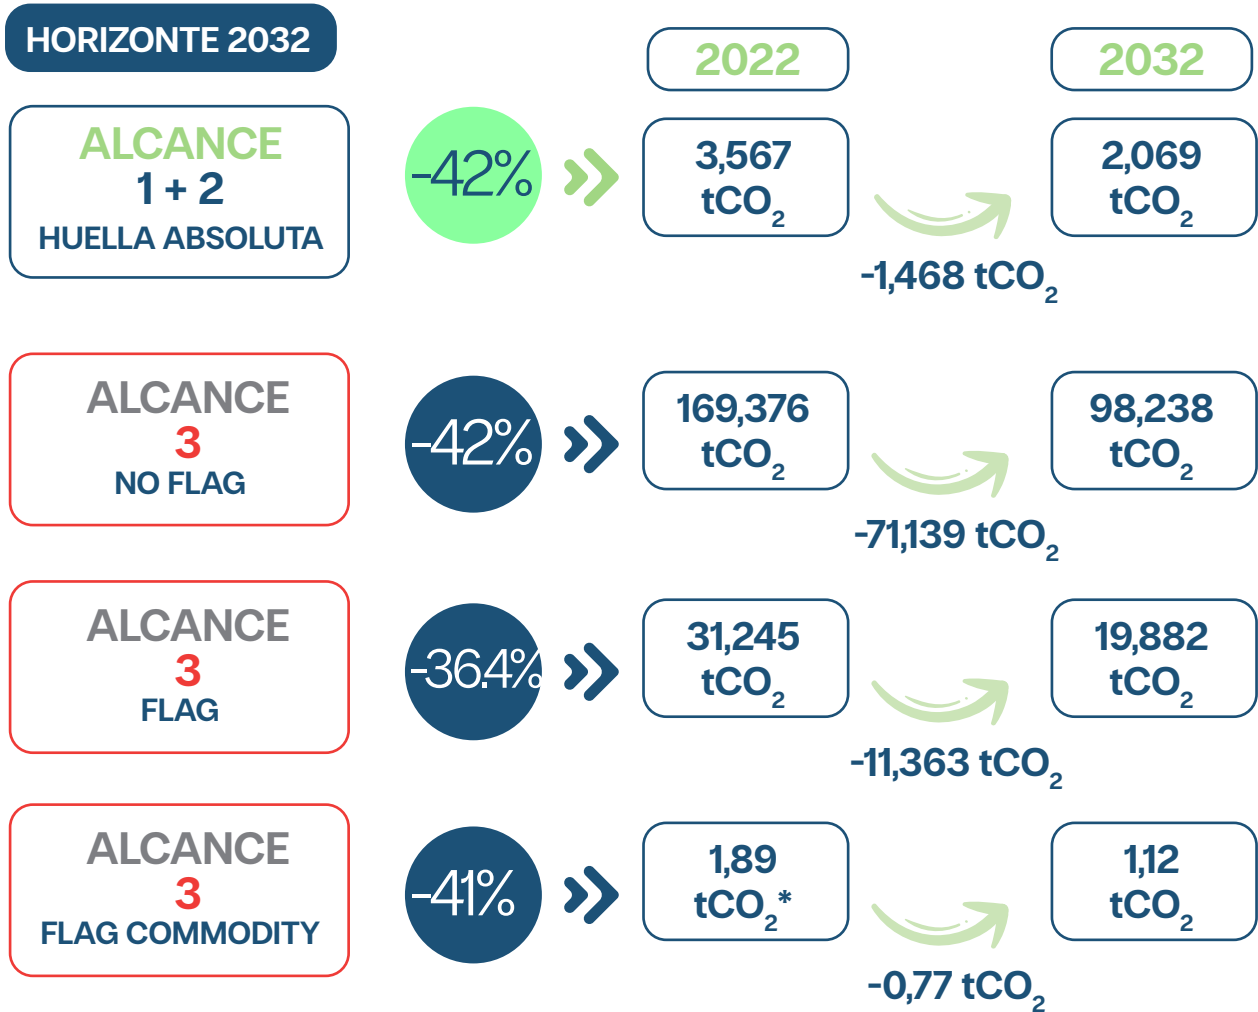 HORIZONTE 2032
2022
2032
ALCANCE
1 + 2
HUELLA ABSOLUTA
-42%
3,567
tCO₂
-1,468 tCO₂
2,069
tCO₂
ALCANCE
3
NO FLAG
-42%
169,376
tCO₂
-71,139 tCO₂
98,238
tCO₂
ALCANCE
3
FLAG
-36.4%
31,245
tCO₂
-11,363 tCO₂
19,882
tCO₂
ALCANCE
3
FLAG COMMODITY
-41%
1,89
tCO₂*
-0,77 tCO₂
1,12
tCO₂